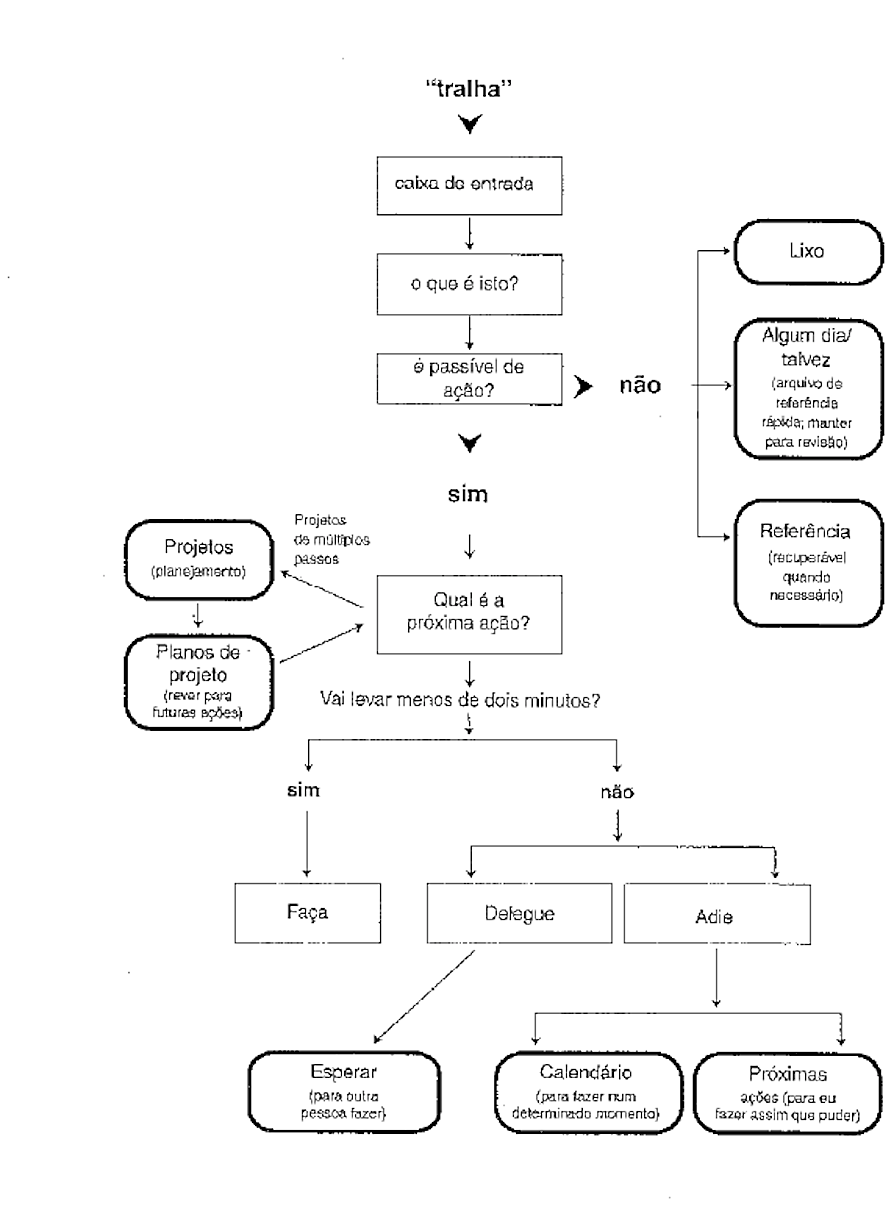 “tralha”
caixa de entrada
o que é isto?
é passível de
ação?
não
Lixo
Algum dia/
talvez
(arquivo de
referência
rápida; manter
para revisão)
Referência
(recuperável
quando
necessário)
sim
Projetos
de múltiplos
passos
Projetos
(planejamento)
Qual é a
próxima ação?
Planos de
projeto
(rever para
futuras ações)
Vai levar menos de dois minutos?
sim
não
Faça
Delegue
Adie
Esperar
(para outra
pessoa fazer)
Calendário
(para fazer num
determinado momento)
Próximas
ações (para eu
fazer assim que puder)